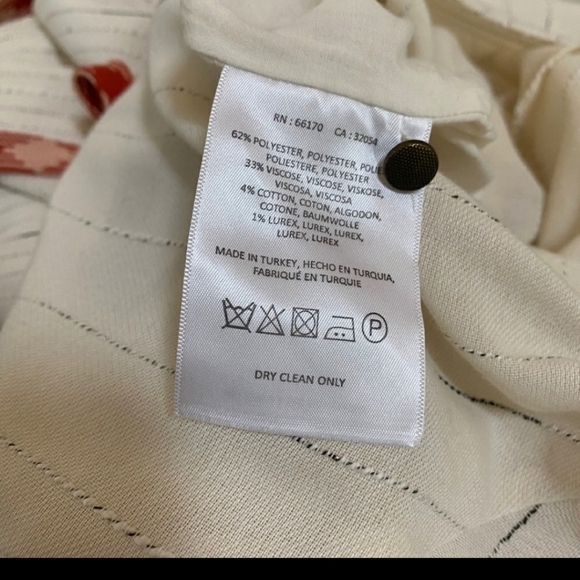 RN : 66170 CA : 32054
62% POLYESTER, POLYESTER,
POLIESTERE, POLYESTER
33% VISCOSE, VISCOSE, VISKOSE,
VISCOSA, VISCOSA
4% COTTON, COTON, ALGODON,
COTONE, BAUMWOLLE
1% LUREX, LUREX, LUREX,
LUREX, LUREX
MADE IN TURKEY, HECHO EN TURQUIA,
FABRIQUÉ EN TURQUIE
P
DRY CLEAN ONLY